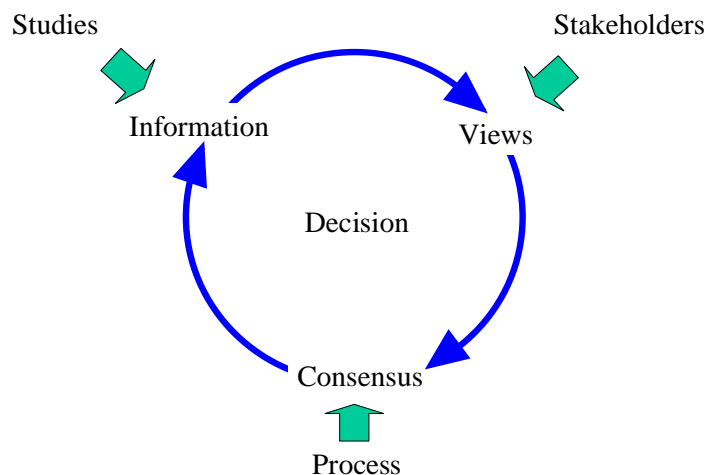 Studies
Stakeholders
Information
Views
Decision
Consensus
Process